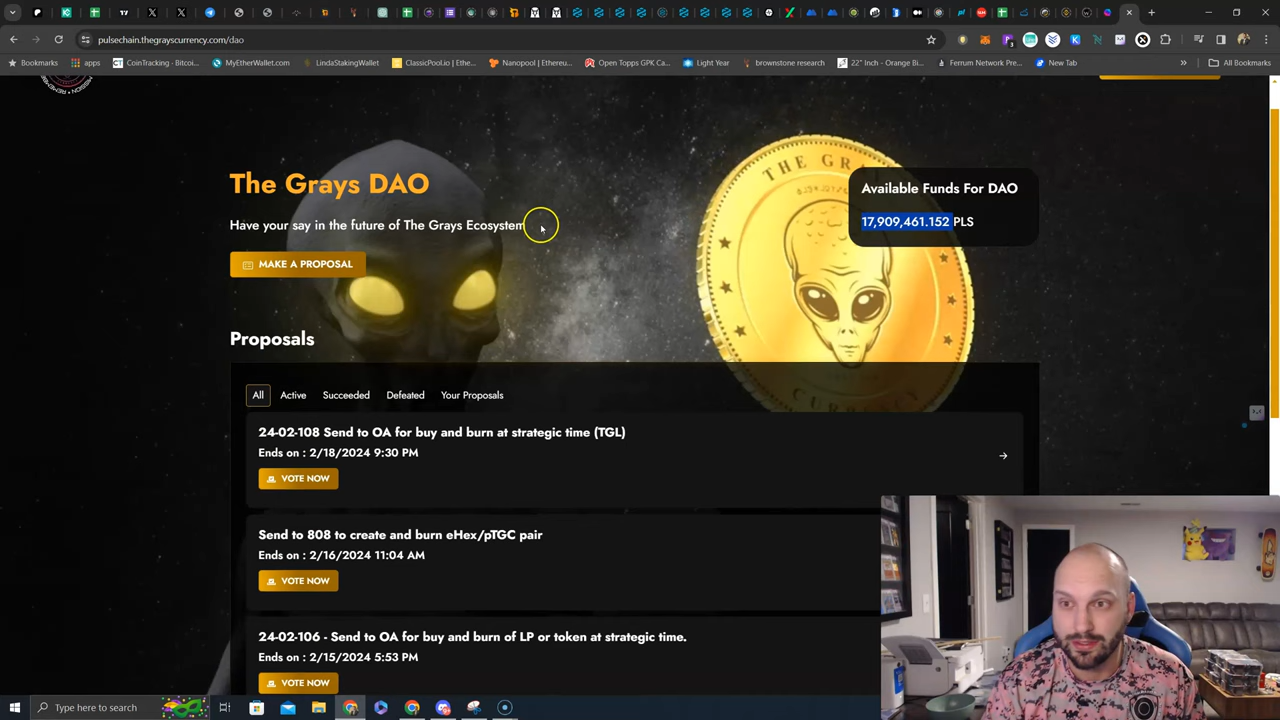 pulsechain.thegrayscurrency.com/dao
Bookmarks
apps
CoinTracking - Bitcoi...
MyEtherWallet.com
LindaStakingWallet
ClassicPool.io | Ethe...
Nanopool | Ethereu...
Open Topps GPK Ca...
Light Year
brownstone research
22" Inch - Orange Bi...
Ferrum Network Pre...
New Tab
»
All Bookmarks
THE GRA
CURRENCY
The Grays DAO
Have your say in the future of The Grays Ecosystem
MAKE A PROPOSAL
Available Funds For DAO
17,909,461.152 PLS
Proposals
All
Active
Succeeded
Defeated
Your Proposals
24-02-108 Send to OA for buy and burn at strategic time (TGL)
Ends on : 2/18/2024 9:30 PM
VOTE NOW
Send to 808 to create and burn eHex/pTGC pair
Ends on : 2/16/2024 11:04 AM
VOTE NOW
24-02-106 - Send to OA for buy and burn of LP or token at strategic time.
Ends on : 2/15/2024 5:53 PM
VOTE NOW
Type here to search